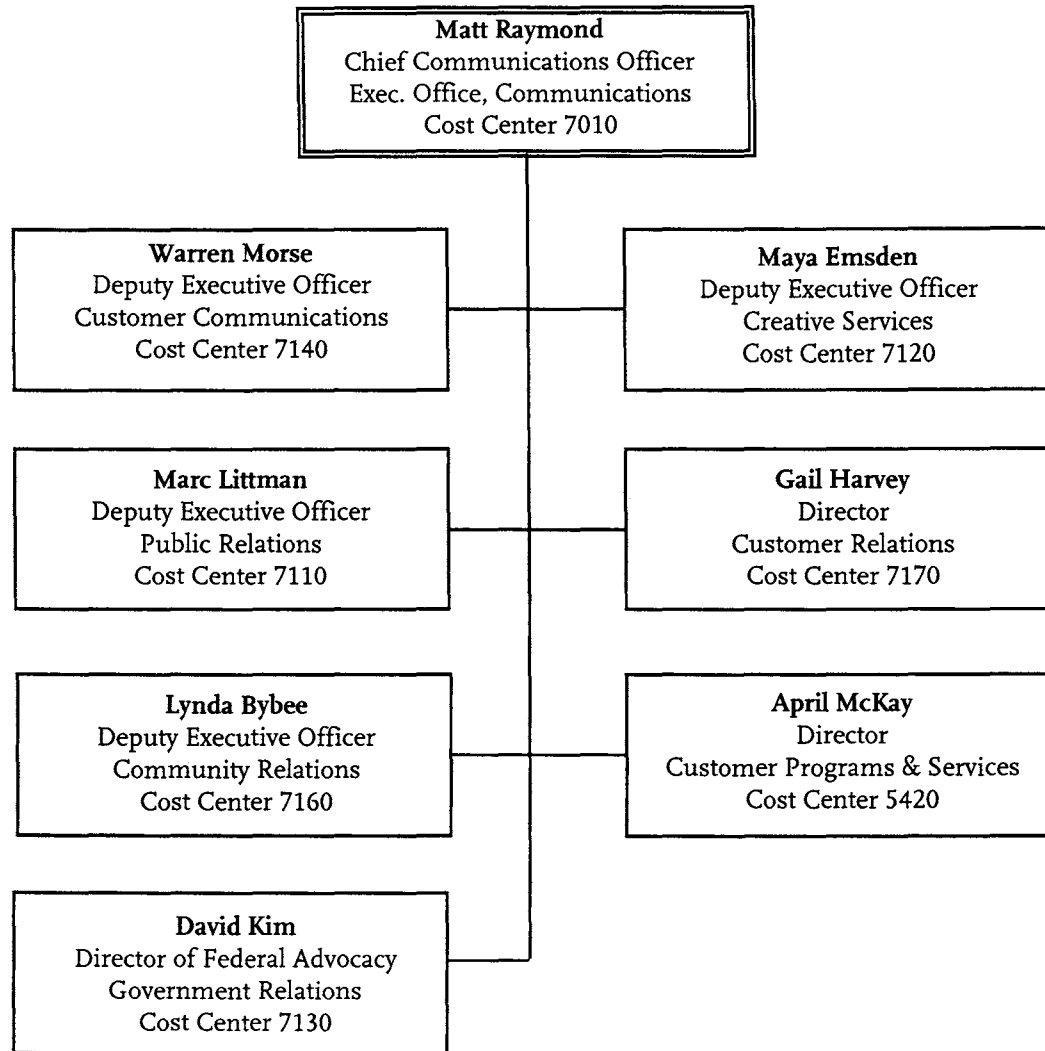 Matt Raymond
Chief Communications Officer
Exec. Office, Communications
Cost Center 7010
Warren Morse
Deputy Executive Officer
Customer Communications
Cost Center 7140
Maya Emsden
Deputy Executive Officer
Creative Services
Cost Center 7120
Marc Littman
Deputy Executive Officer
Public Relations
Cost Center 7110
Gail Harvey
Director
Customer Relations
Cost Center 7170
Lynda Bybee
Deputy Executive Officer
Community Relations
Cost Center 7160
April McKay
Director
Customer Programs & Services
Cost Center 5420
David Kim
Director of Federal Advocacy
Government Relations
Cost Center 7130